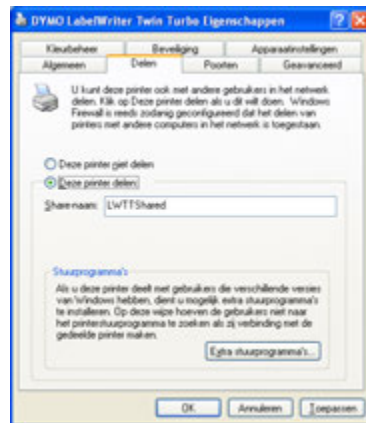 DYMO LabelWriter Twin Turbo Eigenschappen
Kleurbeheer Beveiliging Apparaatinstellingen
Algemeen Delen Poorten Geavanceerd
U kunt deze printer ook met andere gebruikers in het netwerk
delen. Klik op Deze printer delen als u dit wilt doen. Windows
Firewall is reeds zodanig geconfigureerd dat het delen van
printers met andere computers in het netwerk is toegestaan.
Deze printer niet delen
Deze printer delen
Sharenaam: LWTTShared
Stuurprogramma's
Als u deze printer deelt met gebruikers die verschillende versies
van Windows hebben, dient u mogelijk extra stuurprogramma's
te installeren. Op deze wijze hoeven de gebruikers niet naar
het printerstuurprogramma te zoeken als zij verbinding met de
gedeelde printer maken.
Extra stuurprogramma's...
OK Annuleren Toepassen